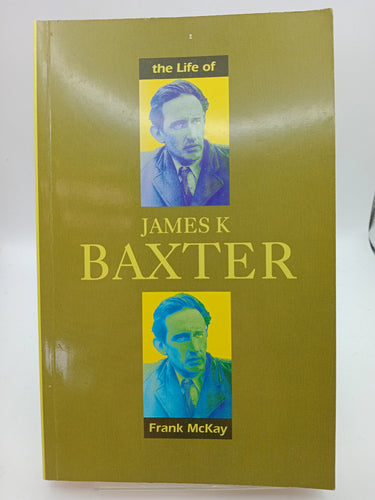 the Life of
JAMES K
BAXTER
Frank McKay